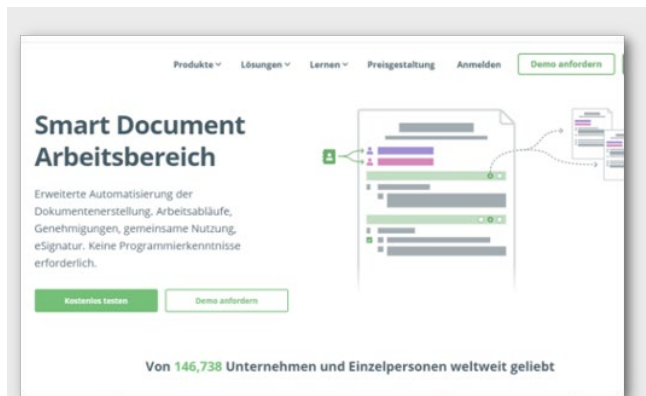 Produkte Lösungen Lernen Preisgestaltung Anmelden Demo anfordern
Smart Document
Arbeitsbereich
Erweiterte Automatisierung der
Dokumentenerstellung. Arbeitsabläufe,
Genehmigungen, gemeinsame Nutzung,
eSignatur. Keine Programmierkenntnisse
erforderlich.
Kostenlos testen Demo anfordern
Von 146,738 Unternehmen und Einzelpersonen weltweit geliebt